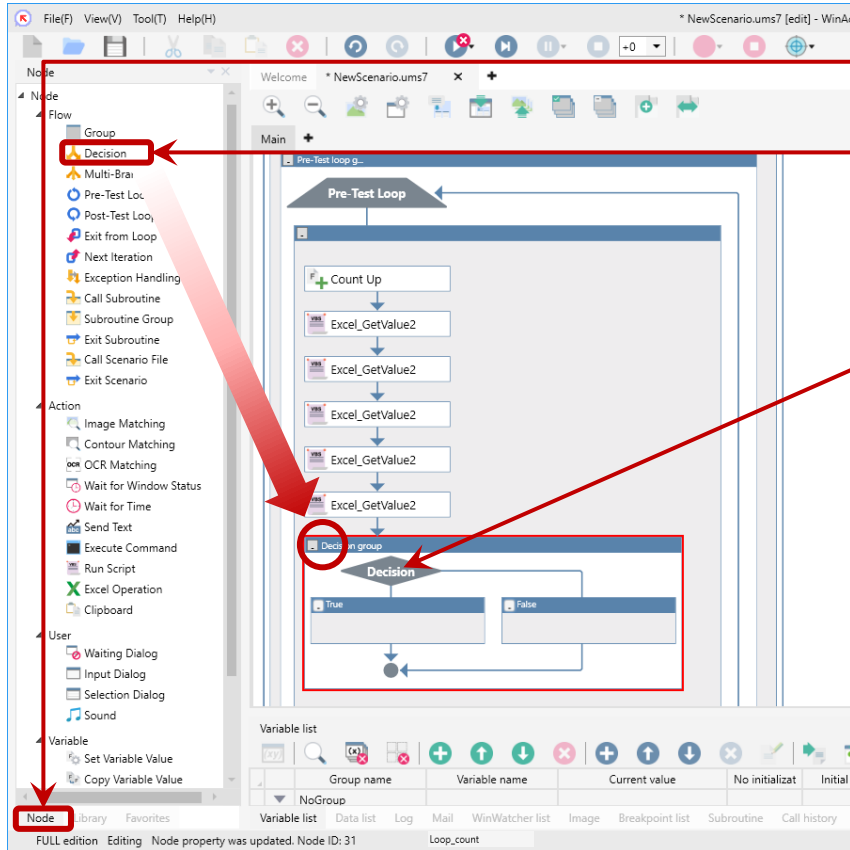 File(F) View(V) Tool(T) Help(H)
* NewScenario.ums7 [edit] - WinAc
+0
Node
Welcome * NewScenario.ums7
Node
Flow
Group
Decision
Multi-Bra
Pre-Test Lo
Post-Test Loo
Exit from Loop
Next Iteration
Exception Handling
Call Subroutine
Subroutine Group
Exit Subroutine
Call Scenario File
Exit Scenario
Action
Image Matching
Contour Matching
OCR Matching
Wait for Window Status
Wait for Time
Send Text
Execute Command
Run Script
Excel Operation
Clipboard
User
Waiting Dialog
Input Dialog
Selection Dialog
Sound
Variable
Set Variable Value
Copy Variable Value
Node Library Favorites
Main
Pre-Test loop g...
Pre-Test Loop
Count Up
Excel_GetValue2
Excel_GetValue2
Excel_GetValue2
Excel_GetValue2
Excel_GetValue2
Decision group
Decision
True
False
Variable list
Group name Variable name Current value No initializat Initial
NoGroup
Variable list Data list Log Mail WinWatcher list Image Breakpoint list Subroutine Call history
FULL edition Editing Node property was updated. Node ID: 31 Loop_count